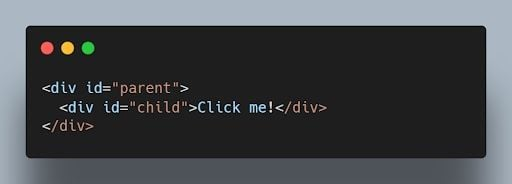 <div id="parent">
  <div id="child">Click me!</div>
</div>